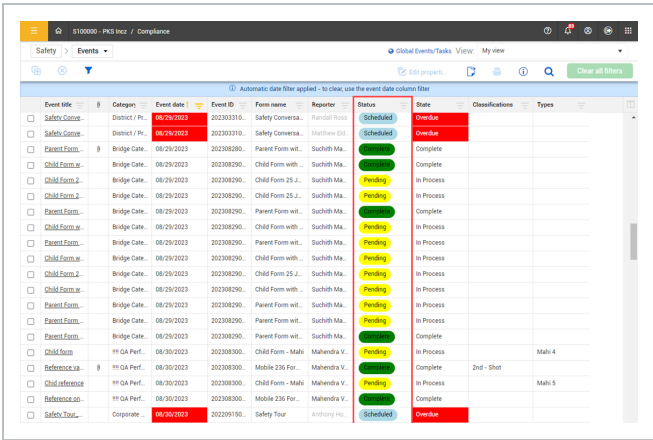 S100000 - PKS Incz / Compliance
Safety > Events Global Events/Tasks View: My view
Edit properti... Clear all filters
Automatic date filter applied - to clear, use the event date column filter
Event title Category Event date Event ID Form name Reporter Status State Classifications Types
Safety Conve... District / Pr... 08/29/2023 202303310... Safety Conversa... Randall Ross Scheduled Overdue
Safety Conve... District / Pr... 08/29/2023 202303310... Safety Conversa... Matthew Eld... Scheduled Overdue
Parent Form ... Bridge Cate... 08/29/2023 202308280... Parent Form wit... Suchith Ma... Complete Complete
Child Form w... Bridge Cate... 08/29/2023 202308290... Child Form with ... Suchith Ma... Complete Complete
Child Form 2... Bridge Cate... 08/29/2023 202308290... Child Form 25 J... Suchith Ma... Pending In Process
Child Form 2... Bridge Cate... 08/29/2023 202308290... Child Form 25 J... Suchith Ma... Pending In Process
Parent Form ... Bridge Cate... 08/29/2023 202308290... Parent Form wit... Suchith Ma... Complete Complete
Child Form w... Bridge Cate... 08/29/2023 202308290... Child Form with ... Suchith Ma... Pending In Process
Parent Form ... Bridge Cate... 08/29/2023 202308290... Parent Form wit... Suchith Ma... Pending In Process
Child Form w... Bridge Cate... 08/29/2023 202308290... Child Form with ... Suchith Ma... Pending In Process
Child Form 2... Bridge Cate... 08/29/2023 202308290... Child Form 25 J... Suchith Ma... Pending In Process
Child Form w... Bridge Cate... 08/29/2023 202308290... Child Form with ... Suchith Ma... Pending In Process
Parent Form ... Bridge Cate... 08/29/2023 202308290... Parent Form wit... Suchith Ma... Pending In Process
Parent Form ... Bridge Cate... 08/29/2023 202308290... Parent Form wit... Suchith Ma... Pending In Process
Parent Form ... Bridge Cate... 08/29/2023 202308290... Parent Form wit... Suchith Ma... Complete Complete
Child form !!!! QA Perf... 08/30/2023 202308300... Child Form - Mahi Mahendra V... Pending In Process Mahi 4
Reference va... !!!! QA Perf... 08/30/2023 202308300... Mobile 236 For... Mahendra V... Complete Complete 2nd - Shot
Chid reference !!!! QA Perf... 08/30/2023 202308300... Child Form - Mahi Mahendra V... Pending In Process Mahi 5
Reference on... !!!! QA Perf... 08/30/2023 202308300... Mobile 236 For... Mahendra V... Complete Complete
Safety Tour_... Corporate ... 08/30/2023 202209150... Safety Tour Anthony Hu... Scheduled Overdue